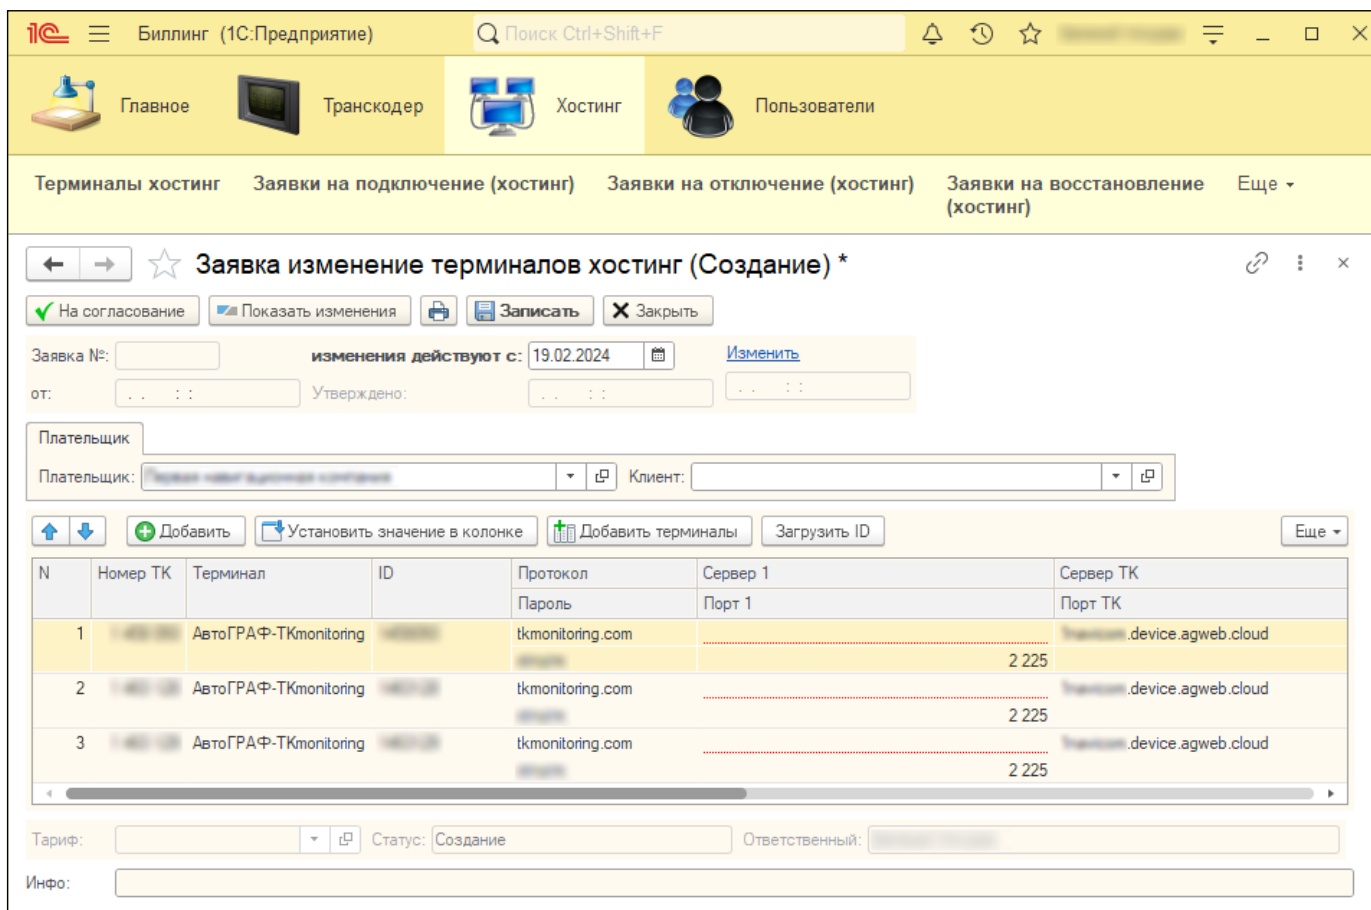 1С Биллинг (1С:Предприятие) Поиск Ctrl+Shift+F
Главное Транскодер Хостинг Пользователи
Терминалы хостинг Заявки на подключение (хостинг) Заявки на отключение (хостинг) Заявки на восстановление Еще
(хостинг)
Заявка изменение терминалов хостинг (Создание) *
На согласование Показать изменения Записать Закрыть
Заявка №: изменения действуют с: 19.02.2024 Изменить
от: . . : : Утверждено: . . : : . . : :
Плательщик
Плательщик: Клиент:
Добавить Установить значение в колонке Добавить терминалы Загрузить ID Еще
N Номер ТК Терминал ID Протокол Сервер 1 Сервер ТК
Пароль Порт 1 Порт ТК
1 АвтоГРАФ-TKmonitoring tkmonitoring.com .device.agweb.cloud
2 225
2 АвтоГРАФ-TKmonitoring tkmonitoring.com .device.agweb.cloud
2 225
3 АвтоГРАФ-TKmonitoring tkmonitoring.com .device.agweb.cloud
2 225
Тариф: Статус: Создание Ответственный:
Инфо: